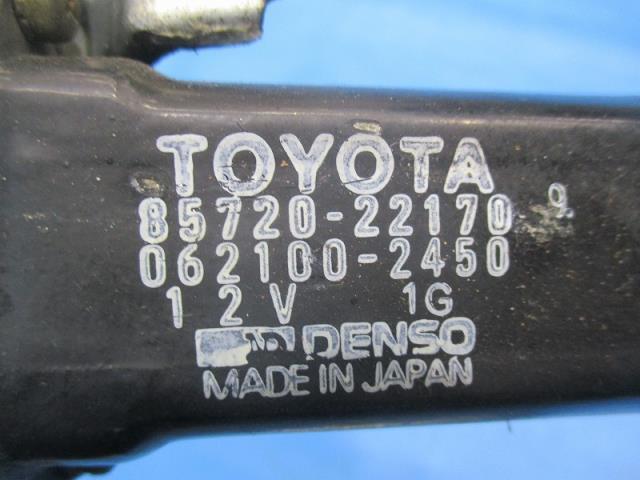 TOYOTA
85720-22170
062100-2450
12V 1G
DENSO
MADE IN JAPAN